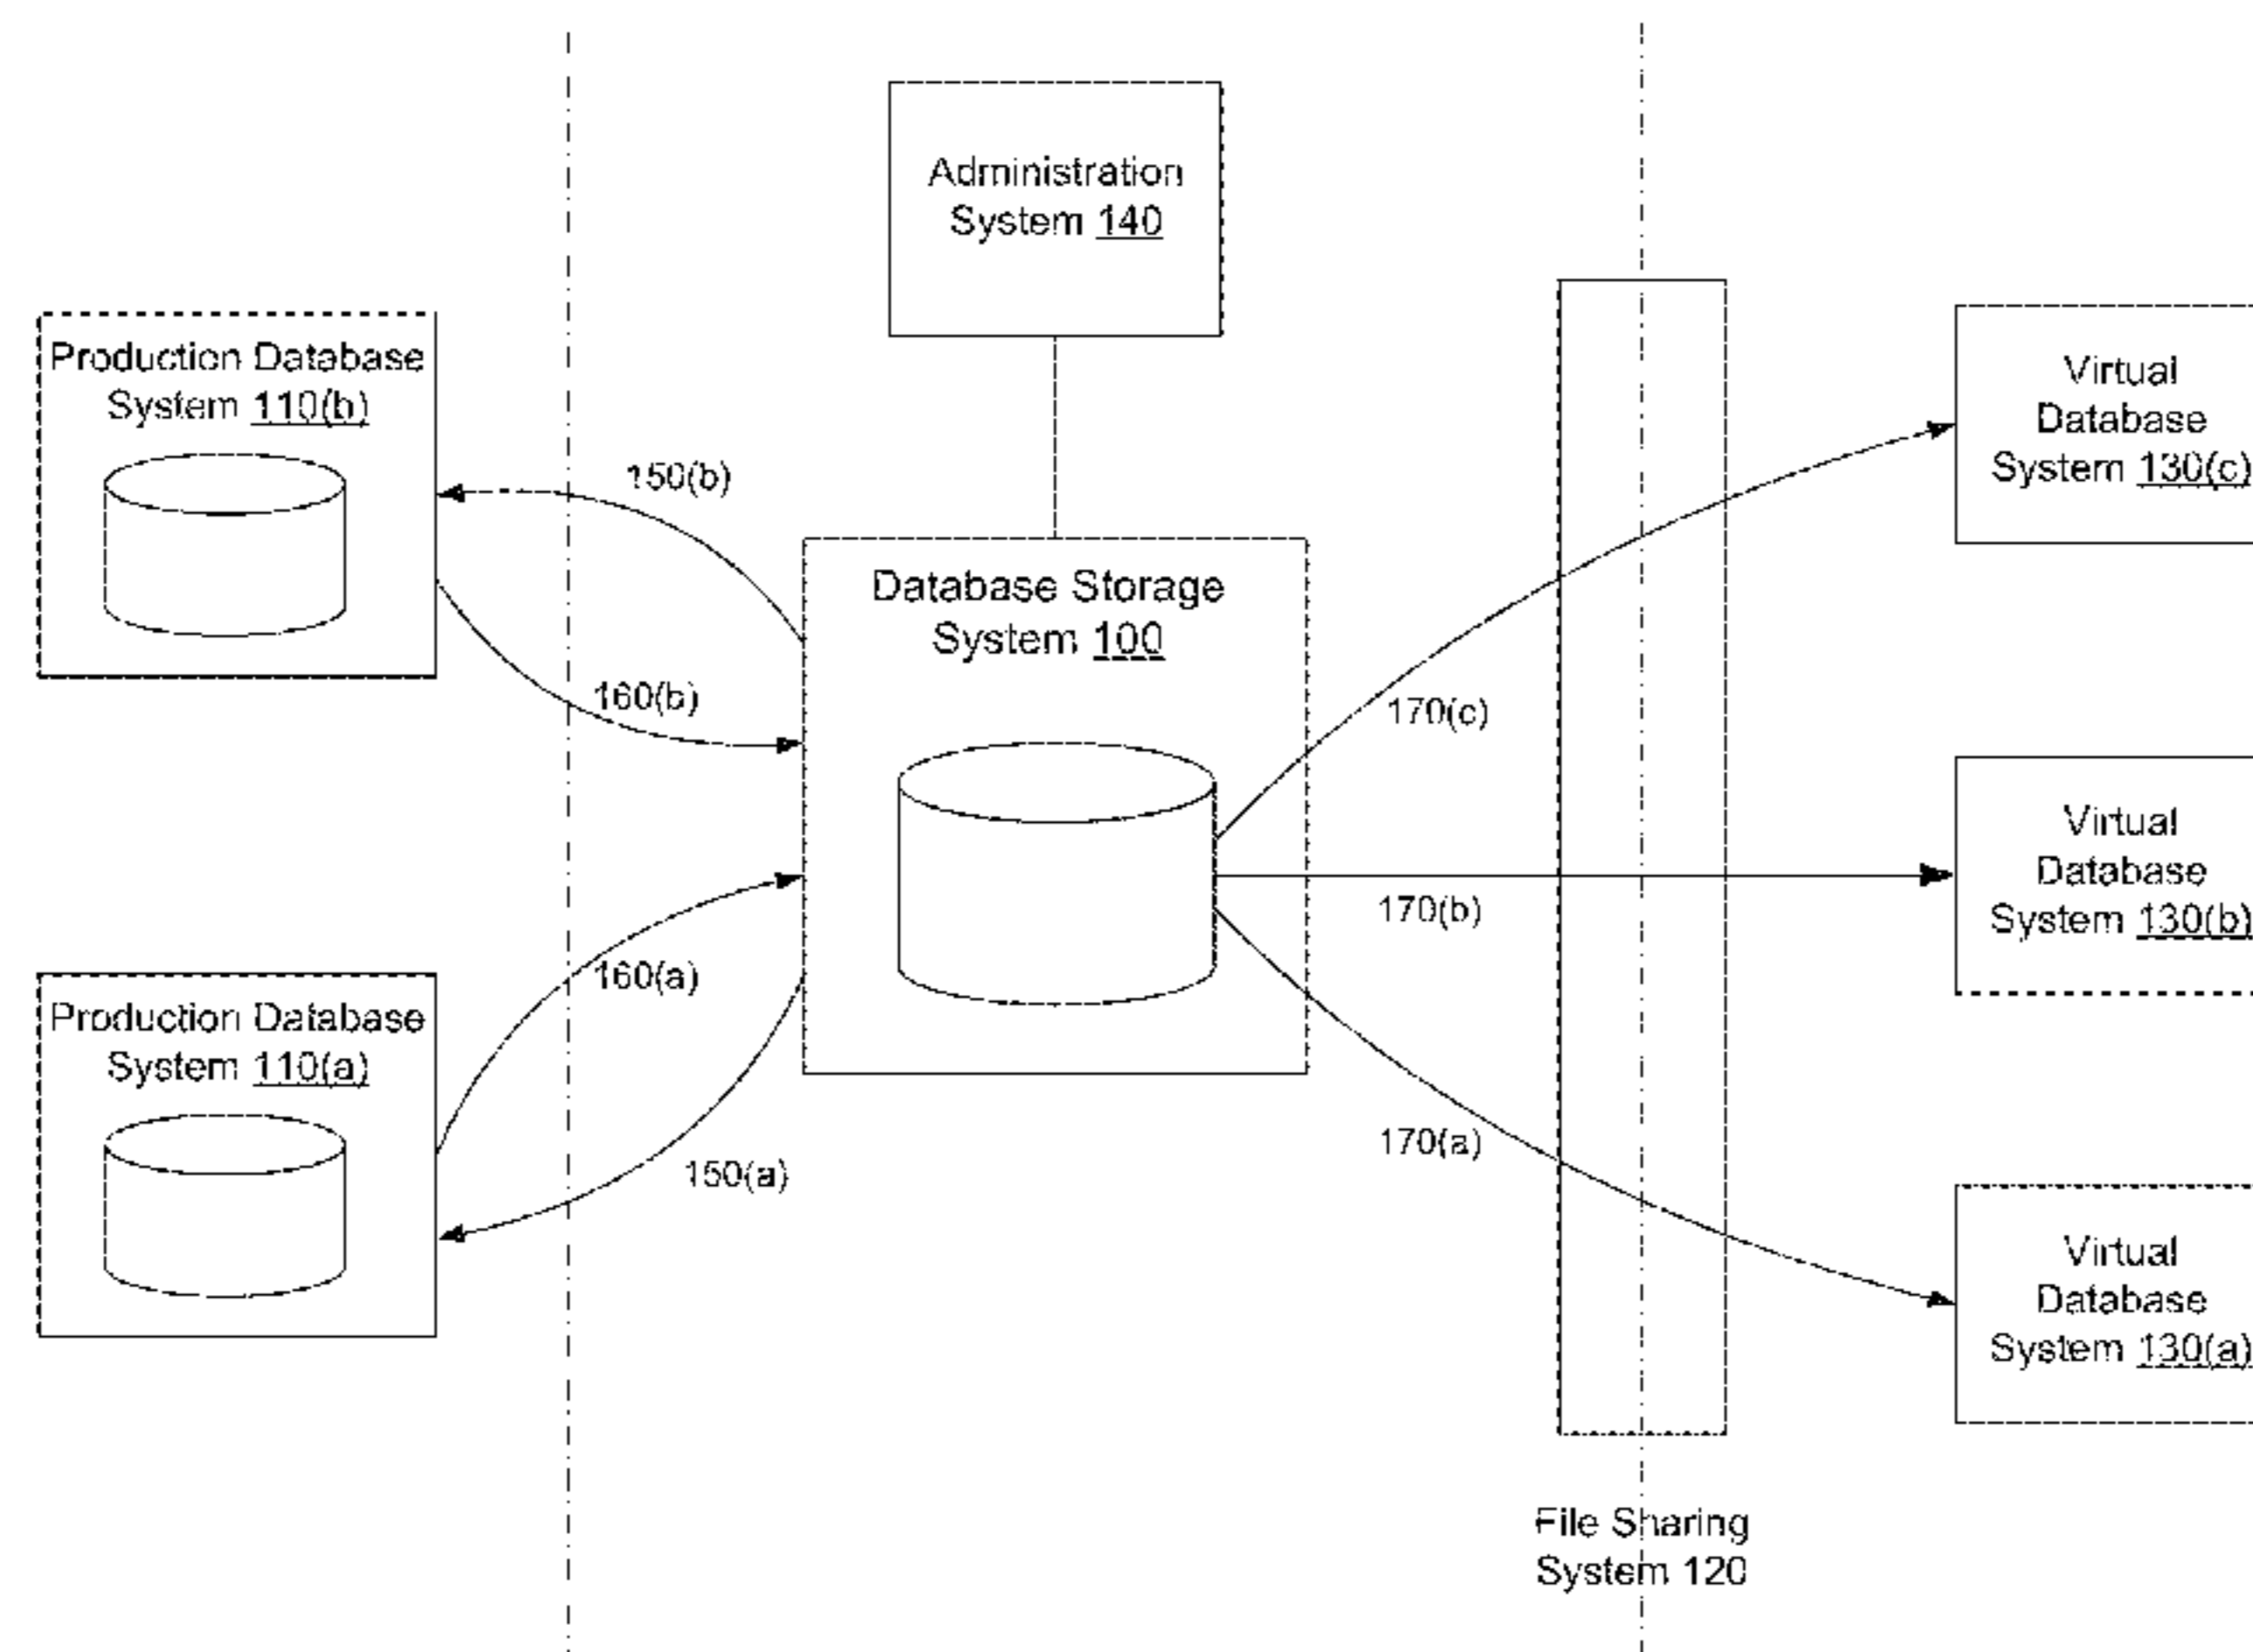 Administration
System 140
Production Database
System 110(b)
Virtual
Database
System 130(c)
150(b)
Database Storage
System 100
160(b)
170(c)
Virtual
Database
System 130(b)
170(b)
160(a)
Production Database
System 110(a)
170(a)
150(a)
Virtual
Database
System 130(a)
File Sharing
System 120